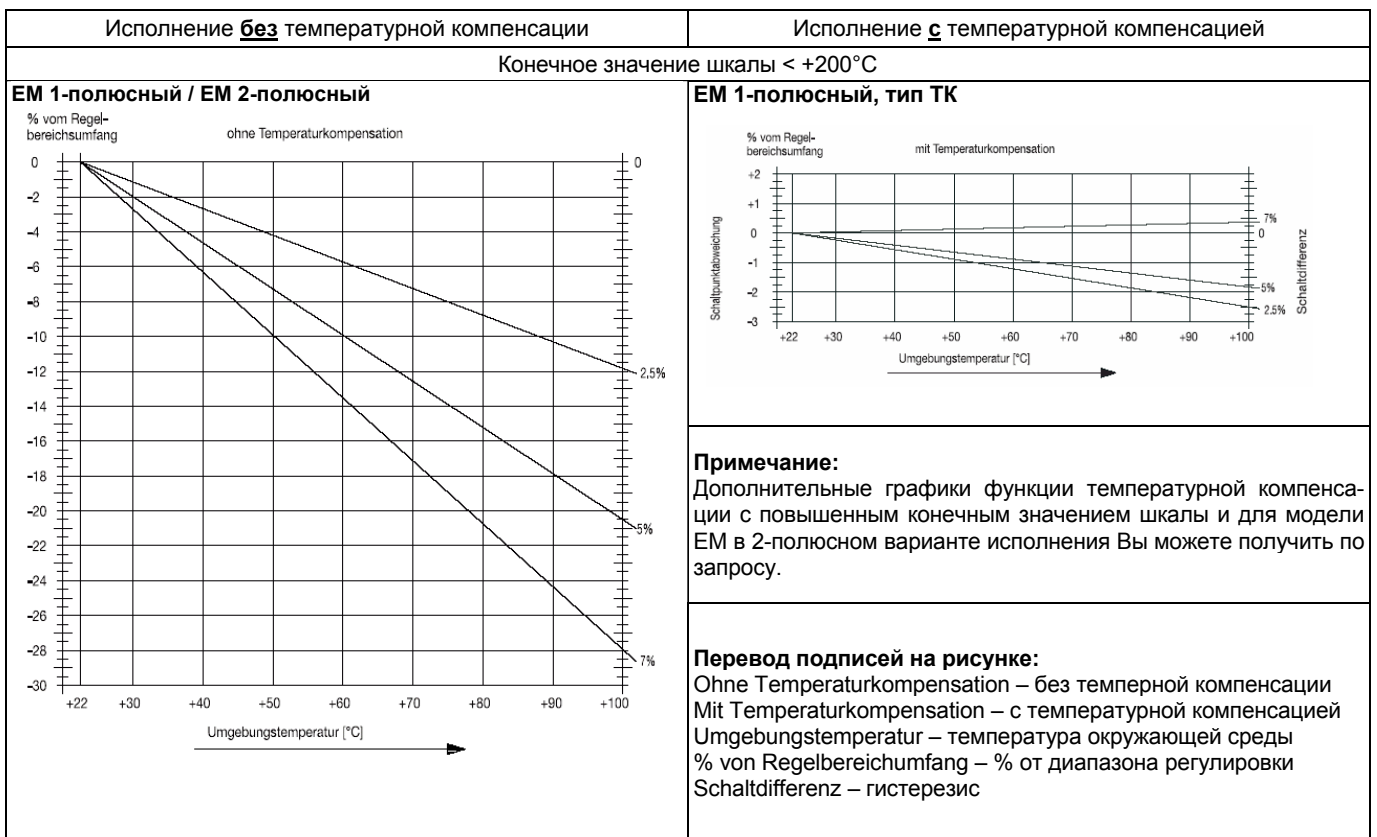 Исполнение без температурной компенсации
Исполнение с температурной компенсацией
Конечное значение шкалы < +200°C
EM 1-полюсный / EM 2-полюсный
% vom Regel-
bereichsumfang
ohne Temperaturkompensation
0
0
-2
-4
-6
-8
-10
-12
2.5%
-14
-16
-18
-20
5%
-22
-24
-26
-28
7%
-30
+22 +30 +40 +50 +60 +70 +80 +90 +100
Umgebungstemperatur [°C]
EM 1-полюсный, тип ТК
% vom Regel-
bereichsumfang
mit Temperaturkompensation
+2
+1
7%
0
0
-1
5%
-2
2.5%
-3
Schaltpunktabweichung
Schaltdifferenz
+22 +30 +40 +50 +60 +70 +80 +90 +100
Umgebungstemperatur [°C]
Примечание:
Дополнительные графики функции температурной компенса-
ции с повышенным конечным значением шкалы и для модели
EM в 2-полюсном варианте исполнения Вы можете получить по
запросу.
Перевод подписей на рисунке:
Ohne Temperaturkompensation – без темперной компенсации
Mit Temperaturkompensation – с температурной компенсацией
Umgebungstemperatur – температура окружающей среды
% von Regelbereichumfang – % от диапазона регулировки
Schaltdifferenz – гистерезис